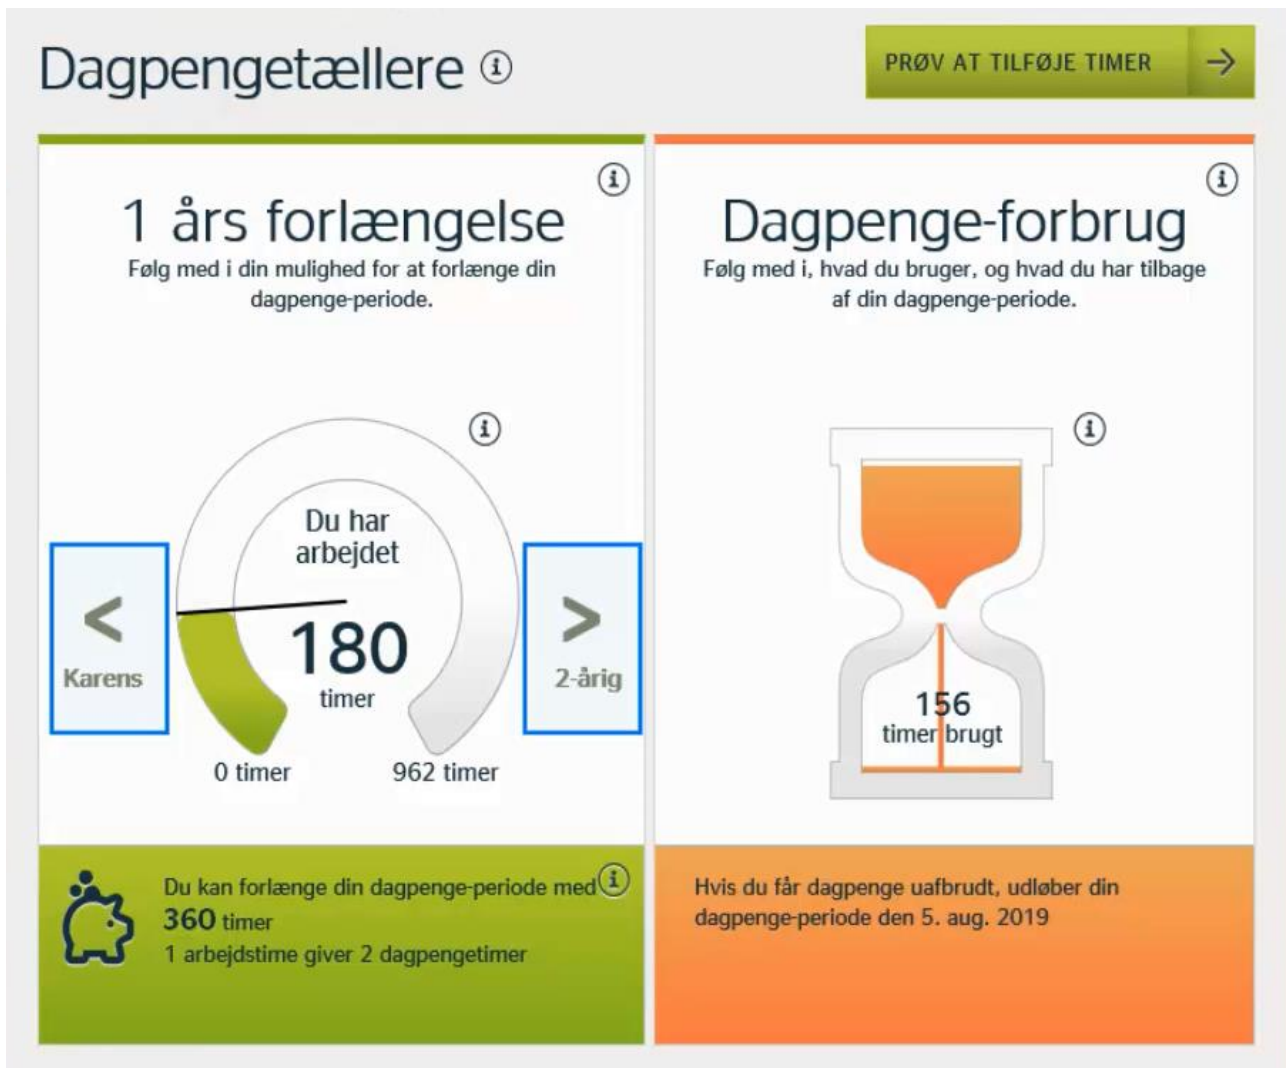 Dagpengetællere
PRØV AT TILFØJE TIMER
1 års forlængelse
Følg med i din mulighed for at forlænge din
dagpenge-periode.
Du har
arbejdet
180
timer
<
Karens
>
2-årig
0 timer
962 timer
Du kan forlænge din dagpenge-periode med
360 timer
1 arbejdstime giver 2 dagpengetimer
Dagpenge-forbrug
Følg med i, hvad du bruger, og hvad du har tilbage
af din dagpenge-periode.
156
timer brugt
Hvis du får dagpenge uafbrudt, udløber din
dagpenge-periode den 5. aug. 2019